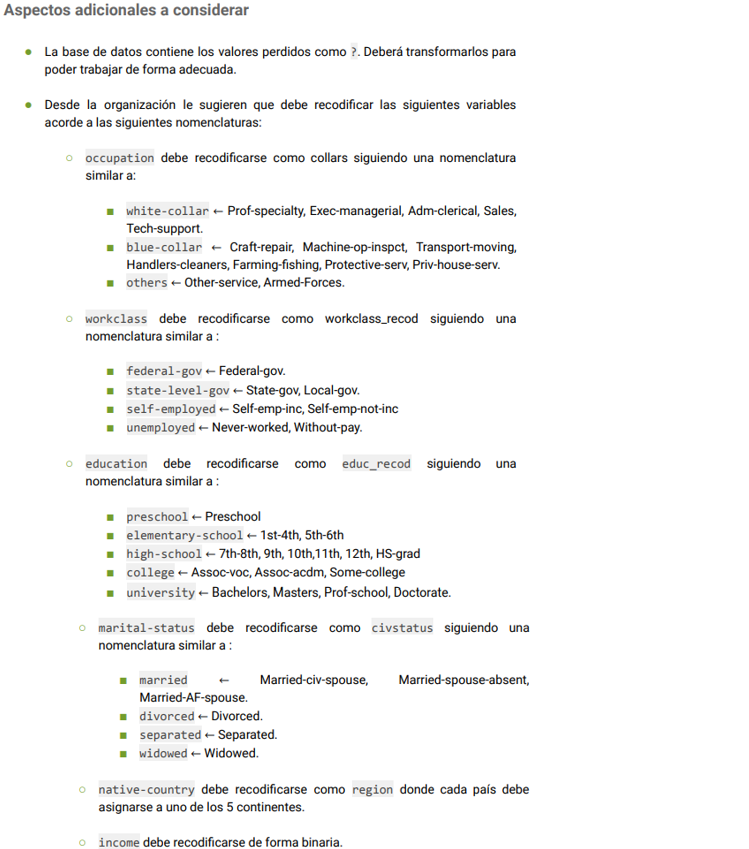 Aspectos adicionales a considerar
● La base de datos contiene los valores perdidos como ?. Deberá transformarlos para
poder trabajar de forma adecuada.
● Desde la organización le sugieren que debe recodificar las siguientes variables
acorde a las siguientes nomenclaturas:
○ occupation debe recodificarse como collars siguiendo una nomenclatura
similar a:
■ white-collar ← Prof-specialty, Exec-managerial, Adm-clerical, Sales,
Tech-support.
■ blue-collar ← Craft-repair, Machine-op-inspct, Transport-moving,
Handlers-cleaners, Farming-fishing, Protective-serv, Priv-house-serv.
■ others ← Other-service, Armed-Forces.
○ workclass debe recodificarse como workclass_recod siguiendo una
nomenclatura similar a :
■ federal-gov ← Federal-gov.
■ state-level-gov ← State-gov, Local-gov.
■ self-employed ← Self-emp-inc, Self-emp-not-inc
■ unemployed ← Never-worked, Without-pay.
○ education debe recodificarse como educ_recod siguiendo una
nomenclatura similar a :
■ preschool ← Preschool
■ elementary-school ← 1st-4th, 5th-6th
■ high-school ← 7th-8th, 9th, 10th,11th, 12th, HS-grad
■ college ← Assoc-voc, Assoc-acdm, Some-college
■ university ← Bachelors, Masters, Prof-school, Doctorate.
○ marital-status debe recodificarse como civstatus siguiendo una
nomenclatura similar a :
■ married ← Married-civ-spouse, Married-spouse-absent,
Married-AF-spouse.
■ divorced ← Divorced.
■ separated ← Separated.
■ widowed ← Widowed.
○ native-country debe recodificarse como region donde cada país debe
asignarse a uno de los 5 continentes.
○ income debe recodificarse de forma binaria.